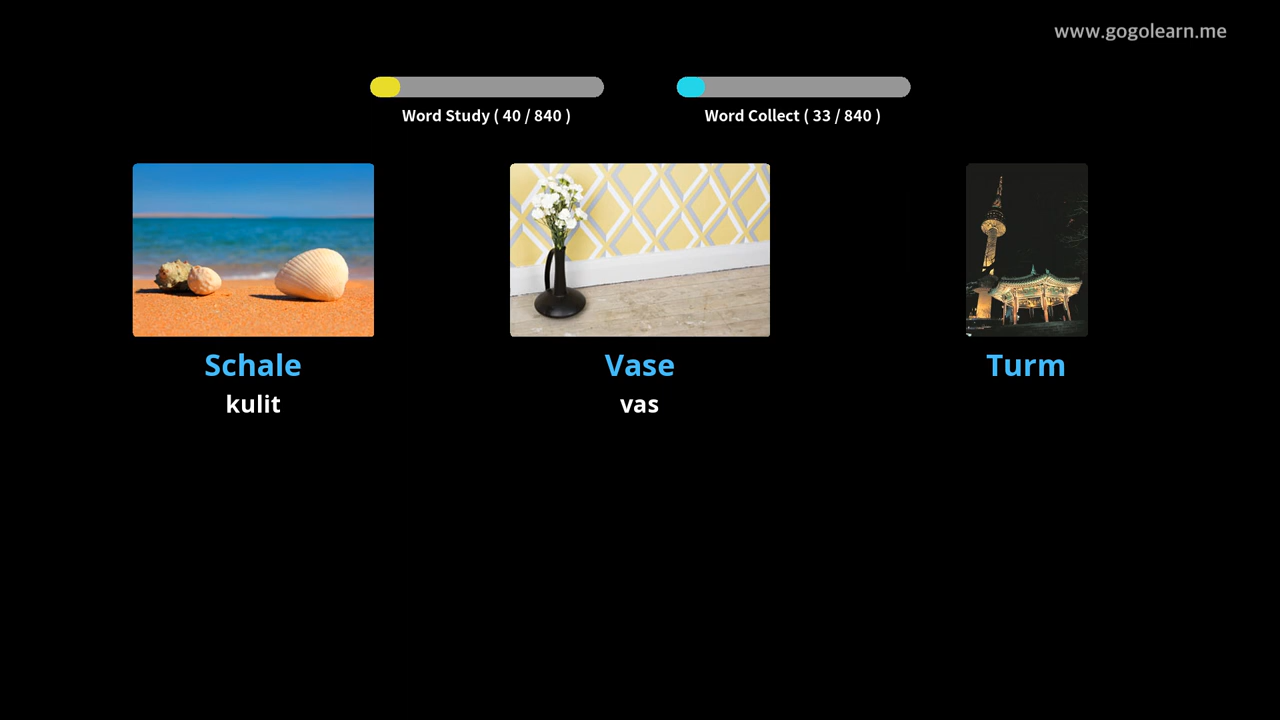 www.gogolearn.me
Word Study ( 40 / 840 )
Word Collect ( 33 / 840 )
Schale
Vase
Turm
kulit
vas